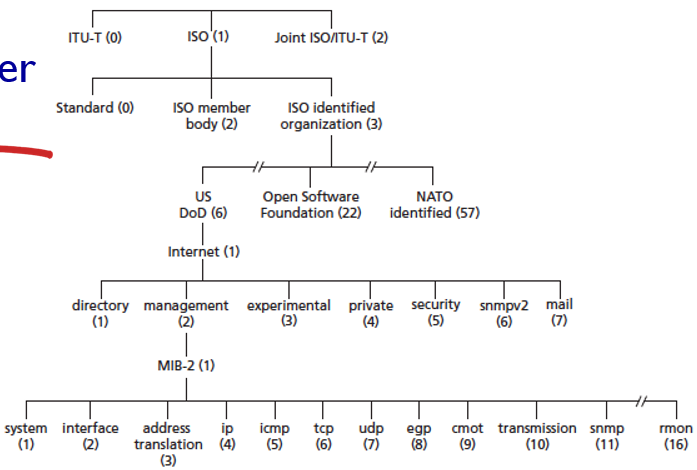 ITU-T (0) ISO (1) Joint ISO/ITU-T (2)
er
Standard (0) ISO member body (2) ISO identified organization (3)
US DoD (6) Open Software Foundation (22) NATO identified (57)
Internet (1)
directory (1) management (2) experimental (3) private (4) security (5) snmpv2 (6) mail (7)
MIB-2 (1)
system (1) interface (2) address translation (3) ip (4) icmp (5) tcp (6) udp (7) egp (8) cmot (9) transmission (10) snmp (11) rmon (16)